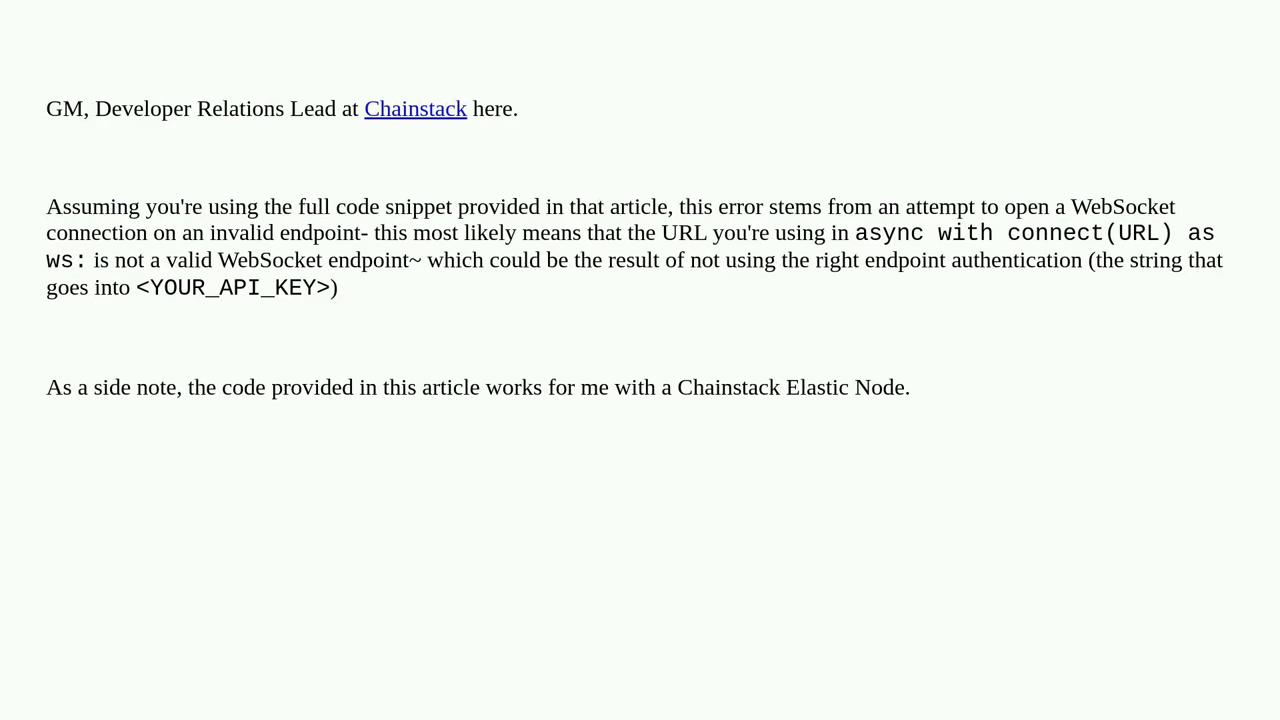 GM, Developer Relations Lead at Chainstack here.
Assuming you're using the full code snippet provided in that article, this error stems from an attempt to open a WebSocket
connection on an invalid endpoint- this most likely means that the URL you're using in async with connect(URL) as
ws: is not a valid WebSocket endpoint~ which could be the result of not using the right endpoint authentication (the string that
goes into <YOUR_API_KEY>)
As a side note, the code provided in this article works for me with a Chainstack Elastic Node.